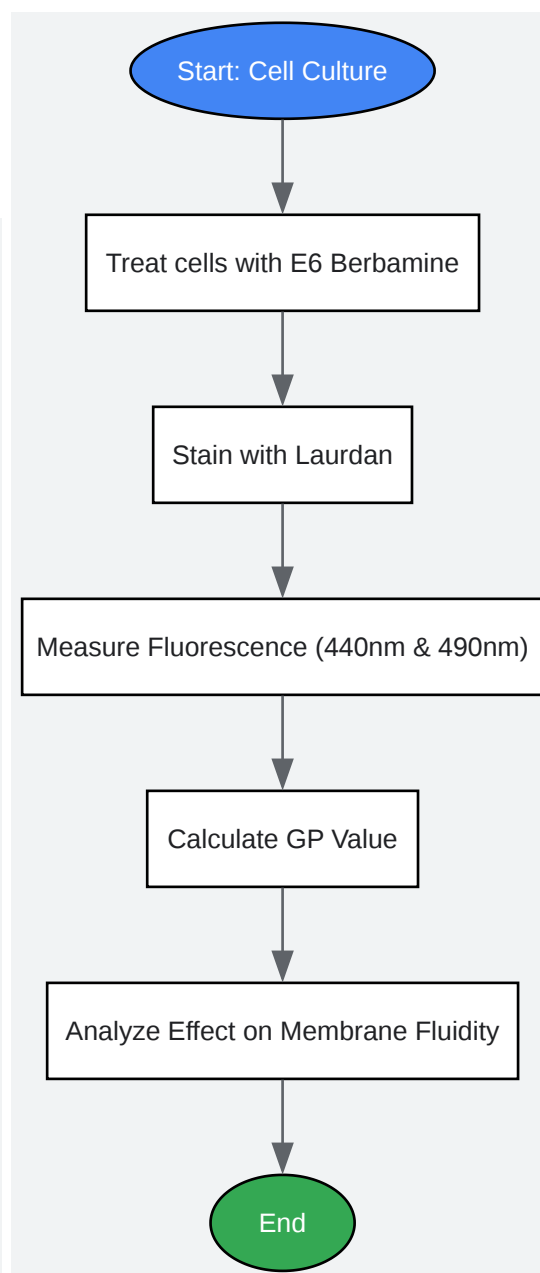 Start: Cell Culture
Treat cells with E6 Berbamine
Stain with Laurdan
Measure Fluorescence (440nm & 490nm)
Calculate GP Value
Analyze Effect on Membrane Fluidity
End